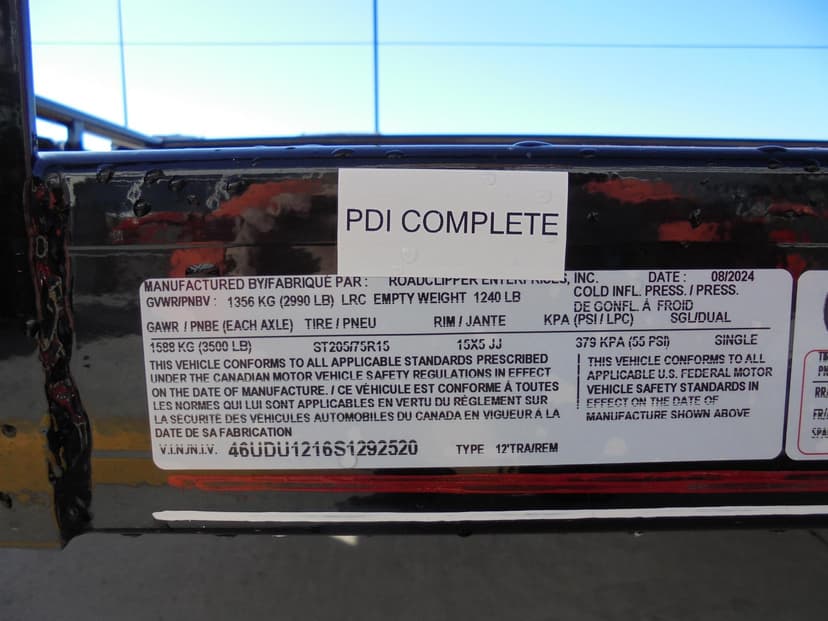 PDI COMPLETE
MANUFACTURED BY/FABRIQUÉ PAR : ROADCLIPPER ENTERPRISES, INC. DATE : 08/2024
GVWR/PNBV : 1356 KG (2990 LB) LRC EMPTY WEIGHT 1240 LB COLD INFL. PRESS./PRESS.
DE GONFL. À FROID
GAWR / PNBE (EACH AXLE) TIRE / PNEU RIM / JANTE KPA (PSI / LPC) SGL/DUAL
1588 KG (3500 LB) ST205/75R15 15X5 JJ 379 KPA (55 PSI) SINGLE
THIS VEHICLE CONFORMS TO ALL APPLICABLE STANDARDS PRESCRIBED
UNDER THE CANADIAN MOTOR VEHICLE SAFETY REGULATIONS IN EFFECT
ON THE DATE OF MANUFACTURE. / CE VÉHICULE EST CONFORME À TOUTES
LES NORMES QUI LUI SONT APPLICABLES EN VERTU DU RÉGLEMENT SUR
LA SÉCURITÉ DES VÉHICULES AUTOMOBILES DU CANADA EN VIGUEUR À LA
DATE DE SA FABRICATION
THIS VEHICLE CONFORMS TO ALL
APPLICABLE U.S. FEDERAL MOTOR
VEHICLE SAFETY STANDARDS IN
EFFECT ON THE DATE OF
MANUFACTURE SHOWN ABOVE
V.I.N./N.I.V. 46UDU1216S1292520 TYPE 12'TRA/REM